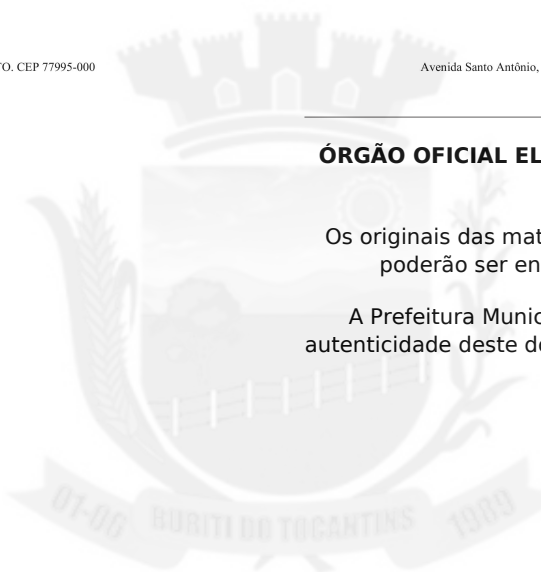 TO. CEP 77995-000
Avenida Santo Antônio,
ÓRGÃO OFICIAL EL
Os originais das mat
poderão ser en
A Prefeitura Munic
autenticidade deste d
01-06 BURITI DO TOCANTINS 1989